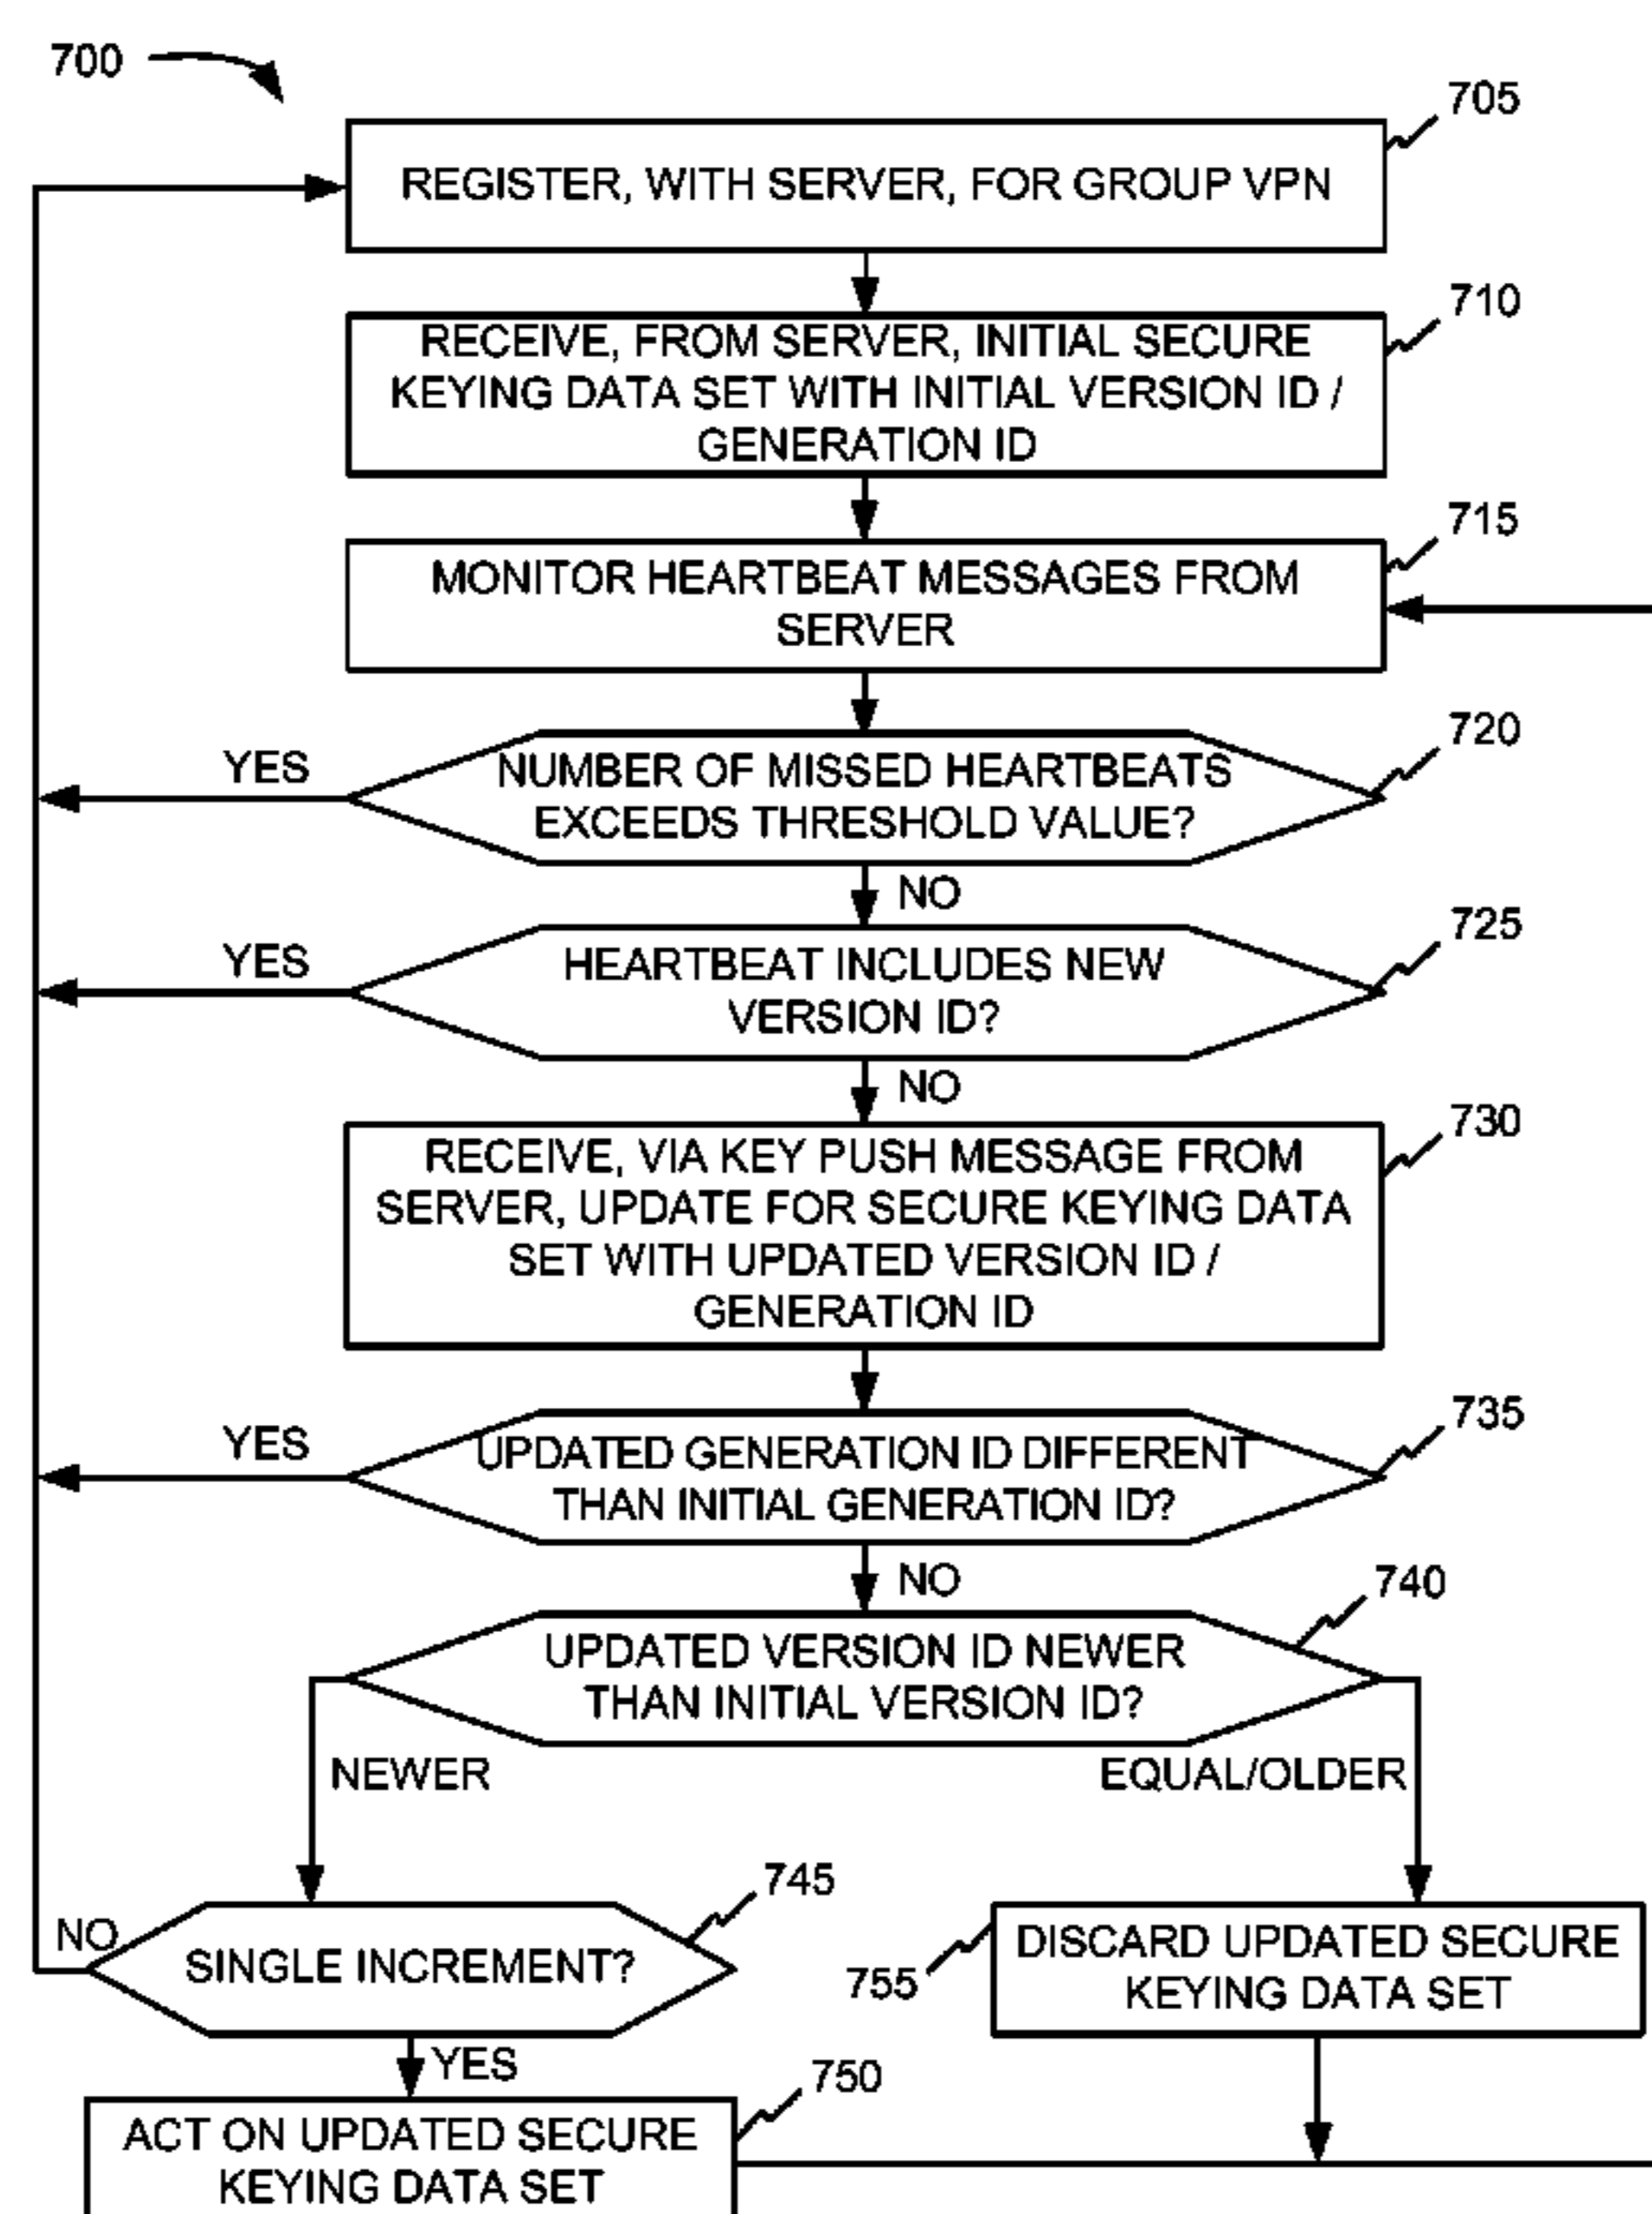 700
705
REGISTER, WITH SERVER, FOR GROUP VPN
710
RECEIVE, FROM SERVER, INITIAL SECURE
KEYING DATA SET WITH INITIAL VERSION ID /
GENERATION ID
715
MONITOR HEARTBEAT MESSAGES FROM
SERVER
720
YES
NUMBER OF MISSED HEARTBEATS
EXCEEDS THRESHOLD VALUE?
NO
725
YES
HEARTBEAT INCLUDES NEW
VERSION ID?
NO
730
RECEIVE, VIA KEY PUSH MESSAGE FROM
SERVER, UPDATE FOR SECURE KEYING DATA
SET WITH UPDATED VERSION ID /
GENERATION ID
735
YES
UPDATED GENERATION ID DIFFERENT
THAN INITIAL GENERATION ID?
NO
740
UPDATED VERSION ID NEWER
THAN INITIAL VERSION ID?
NEWER
EQUAL/OLDER
745
NO
SINGLE INCREMENT?
755
DISCARD UPDATED SECURE
KEYING DATA SET
YES
750
ACT ON UPDATED SECURE
KEYING DATA SET